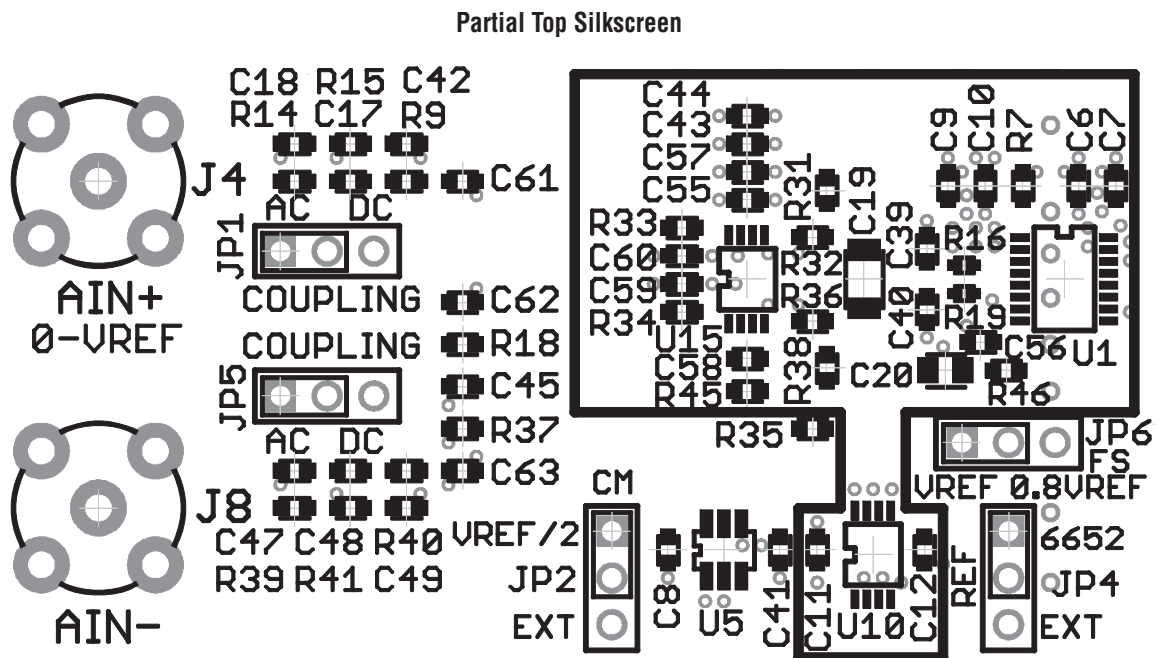 Partial Top Silkscreen
C18 R15 C42
R14 C17 R9
J4
C61
AC DC
JP1
COUPLING
AIN+
0-VREF
C62
COUPLING
R18
JP5
C45
AC DC
R37
C63
J8
C47 C48 R40
R39 R41 C49
AIN-
C44
C43
C57
C55
R31
C19
C9
C10
R7
C6
C7
R33
C60
C59
R34
U15
C58
R45
R32
R36
R38
C39
C40
R16
R19
C56
C20
R46
U1
R35
JP6
FS
VREF 0.8VREF
CM
VREF/2
JP2
EXT
C8
U5
C41
C11
U10
C12
REF
6652
JP4
EXT